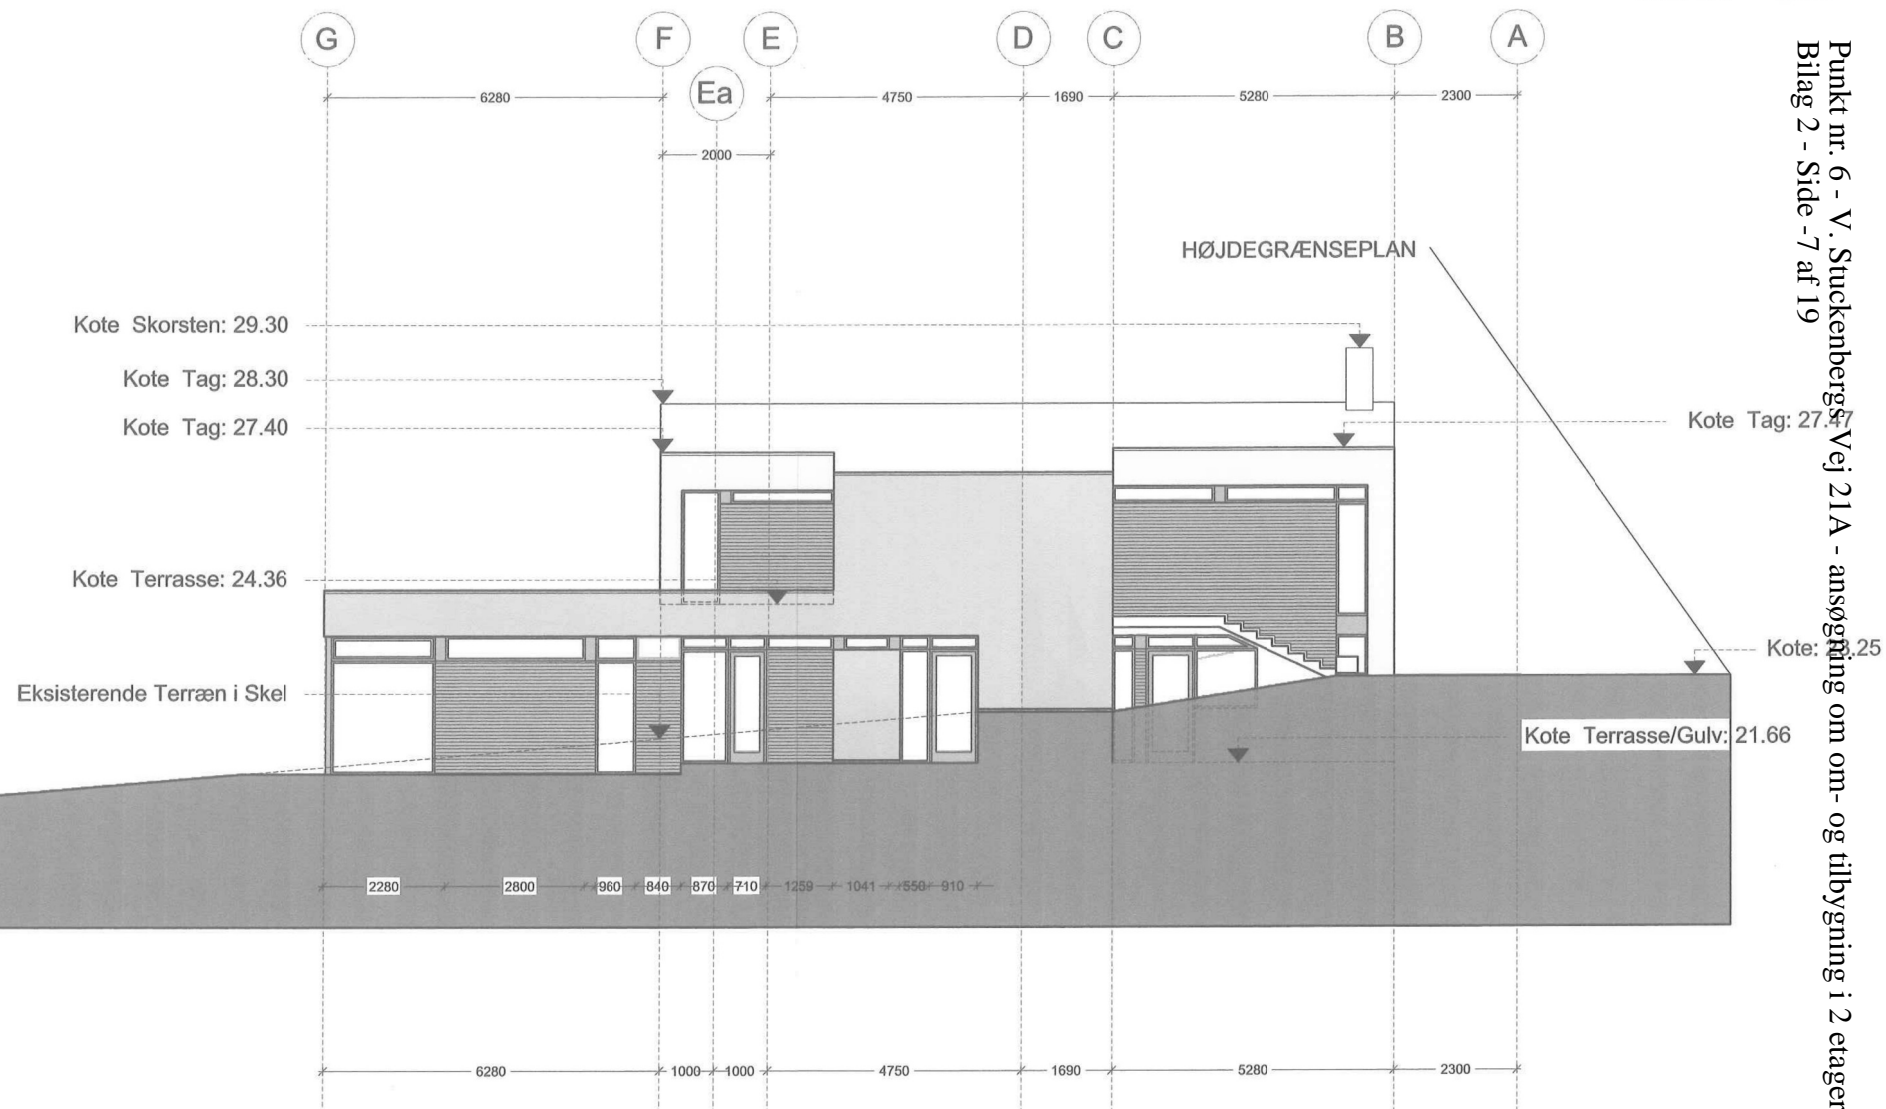 G
F
E
D
C
B
A
Ea
6280
4750
1690
5280
2300
2000
HØJDEGRÆNSEPLAN
Kote Skorsten: 29.30
Kote Tag: 28.30
Kote Tag: 27.40
Kote Tag: 27.47
Kote Terrasse: 24.36
Kote: 23.25
Eksisterende Terræn i Skel
Kote Terrasse/Gulv: 21.66
2280
2800
960
840
870
710
1259
1041
550
910
6280
1000
1000
4750
1690
5280
2300
Punkt nr. 6 - V. Stuckenbergs Vej 21A - ansøgning om om- og tilbygning i 2 etager
Bilag 2 - Side -7 af 19